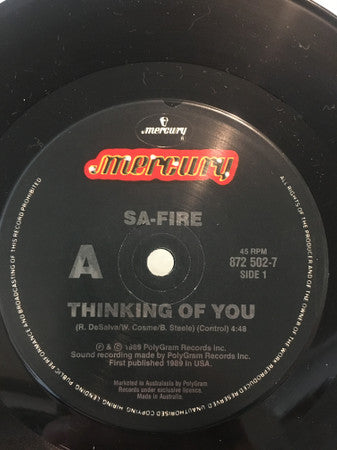 mercury
mercury
SA-FIRE
A
45 RPM
872 502-7
SIDE 1
THINKING OF YOU
(R. DeSalva/W. Cosme/B. Steele) (Control) 4:48
℗ & © 1989 PolyGram Records Inc.
Sound recording made by PolyGram Records Inc.
First published 1989 in USA.
Marketed in Australasia by PolyGram
Records under exclusive licence.
Made in Australia.
ALL RIGHTS OF THE PRODUCER AND OF THE OWNER OF THE WORK REPRODUCED RESERVED UNAUTHORISED COPYING, HIRING, LENDING, PUBLIC PERFORMANCE AND BROADCASTING OF THIS RECORD PROHIBITED